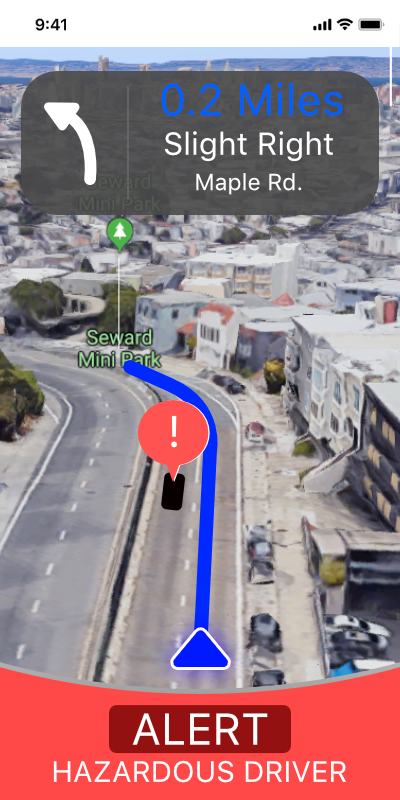 9:41
0.2 Miles
Slight Right
Maple Rd.
Seward
Mini Park
Seward
Mini Park
!
ALERT
HAZARDOUS DRIVER